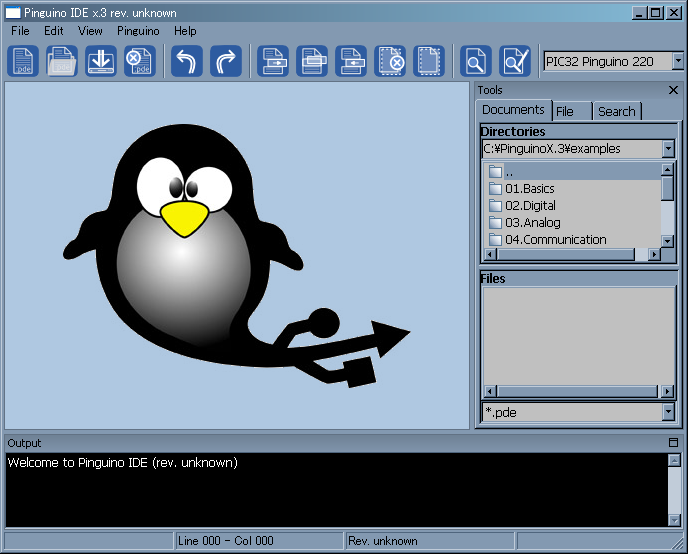 Pinguino IDE x.3 rev. unknown
File Edit View Pinguino Help
.pde .pde .pde
PIC32 Pinguino 220
Tools
Documents File Search
Directories
C:¥PinguinoX.3¥examples
..
01.Basics
02.Digital
03.Analog
04.Communication
Files
*.pde
Output
Welcome to Pinguino IDE (rev. unknown)
Line 000 - Col 000 Rev. unknown